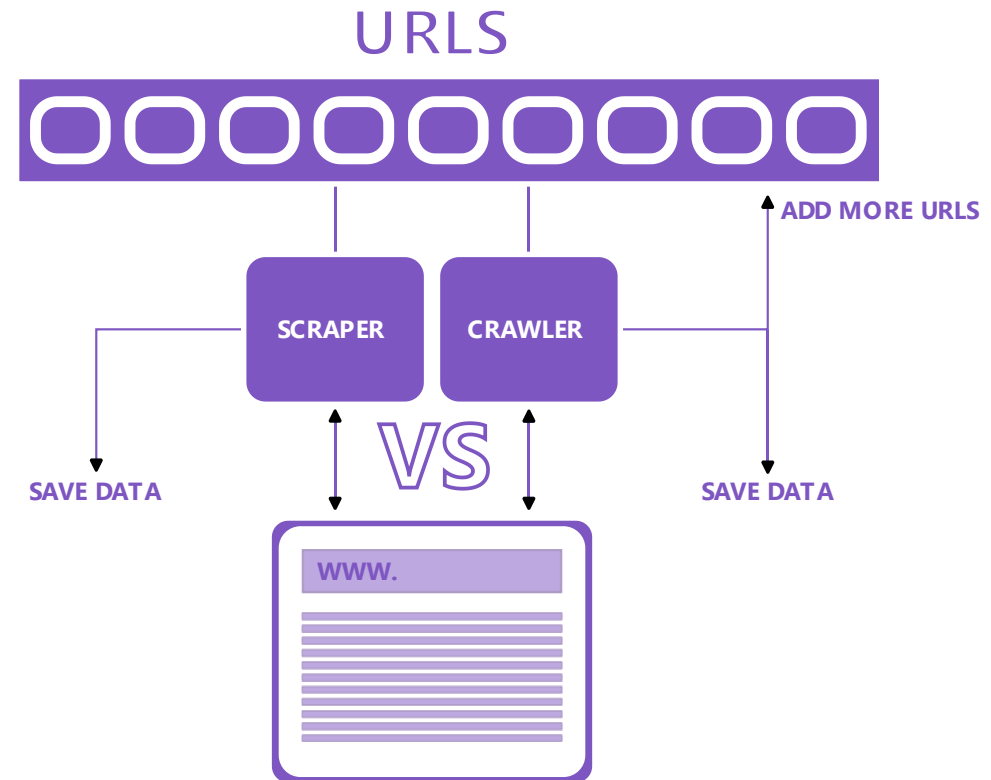 URLS
ADD MORE URLS
SCRAPER
CRAWLER
VS
SAVE DATA
SAVE DATA
WWW.